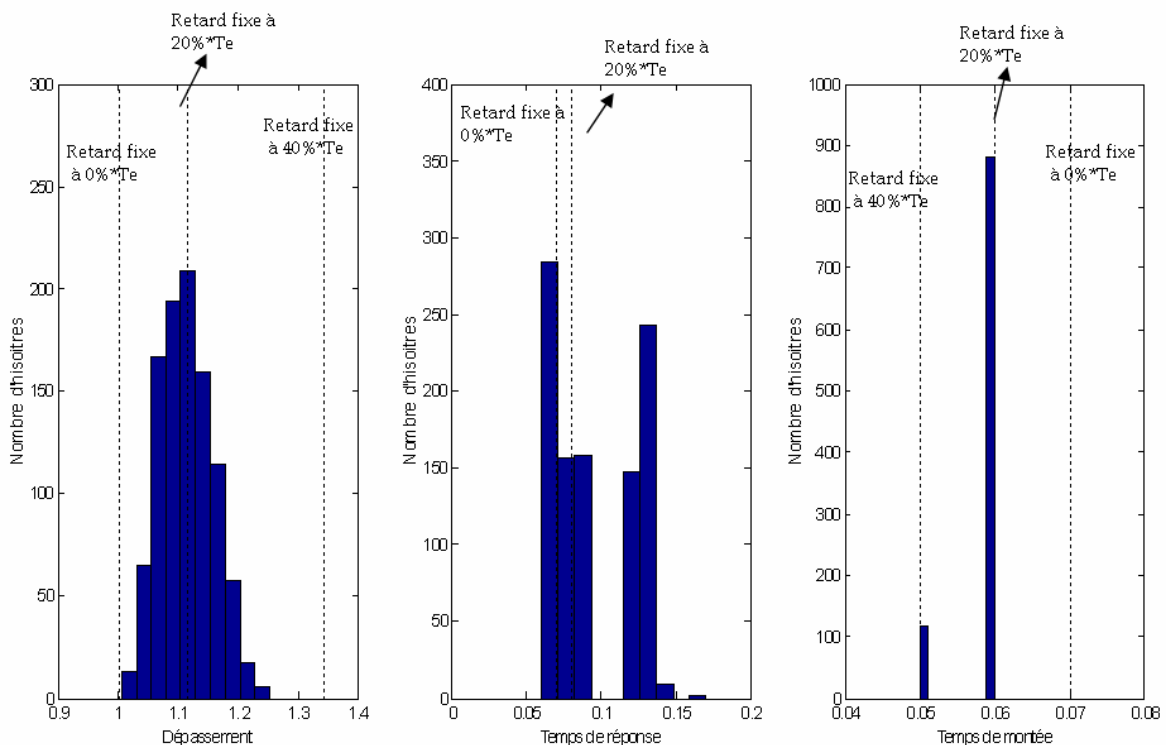 Retard fixe à
20%*Te
300
250
200
150
100
50
0
Retard fixe
à 0%*Te
Retard fixe
à 40%*Te
Nombre d'hisoitres
0.9
1
1.1
1.2
1.3
1.4
Dépassement
Retard fixe à
20%*Te
400
350
300
250
200
150
100
50
0
Retard fixe à
0%*Te
Nombre d'hisoitres
0
0.05
0.1
0.15
0.2
Temps de réponse
Retard fixe à
20%*Te
1000
900
800
700
600
500
400
300
200
100
0
Retard fixe
à 40%*Te
Retard fixe
à 0%*Te
Nombre d'hisoitres
0.04
0.05
0.06
0.07
0.08
Temps de montée